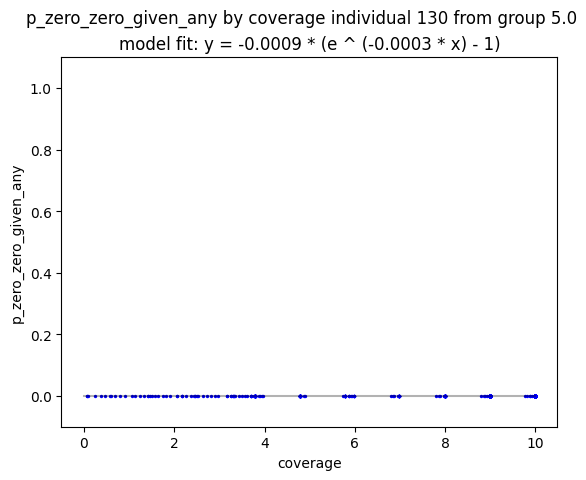 p_zero_zero_given_any by coverage individual 130 from group 5.0
model fit: y = -0.0009 * (e ^ (-0.0003 * x) - 1)
p_zero_zero_given_any
1.0
0.8
0.6
0.4
0.2
0.0
0 2 4 6 8 10
coverage